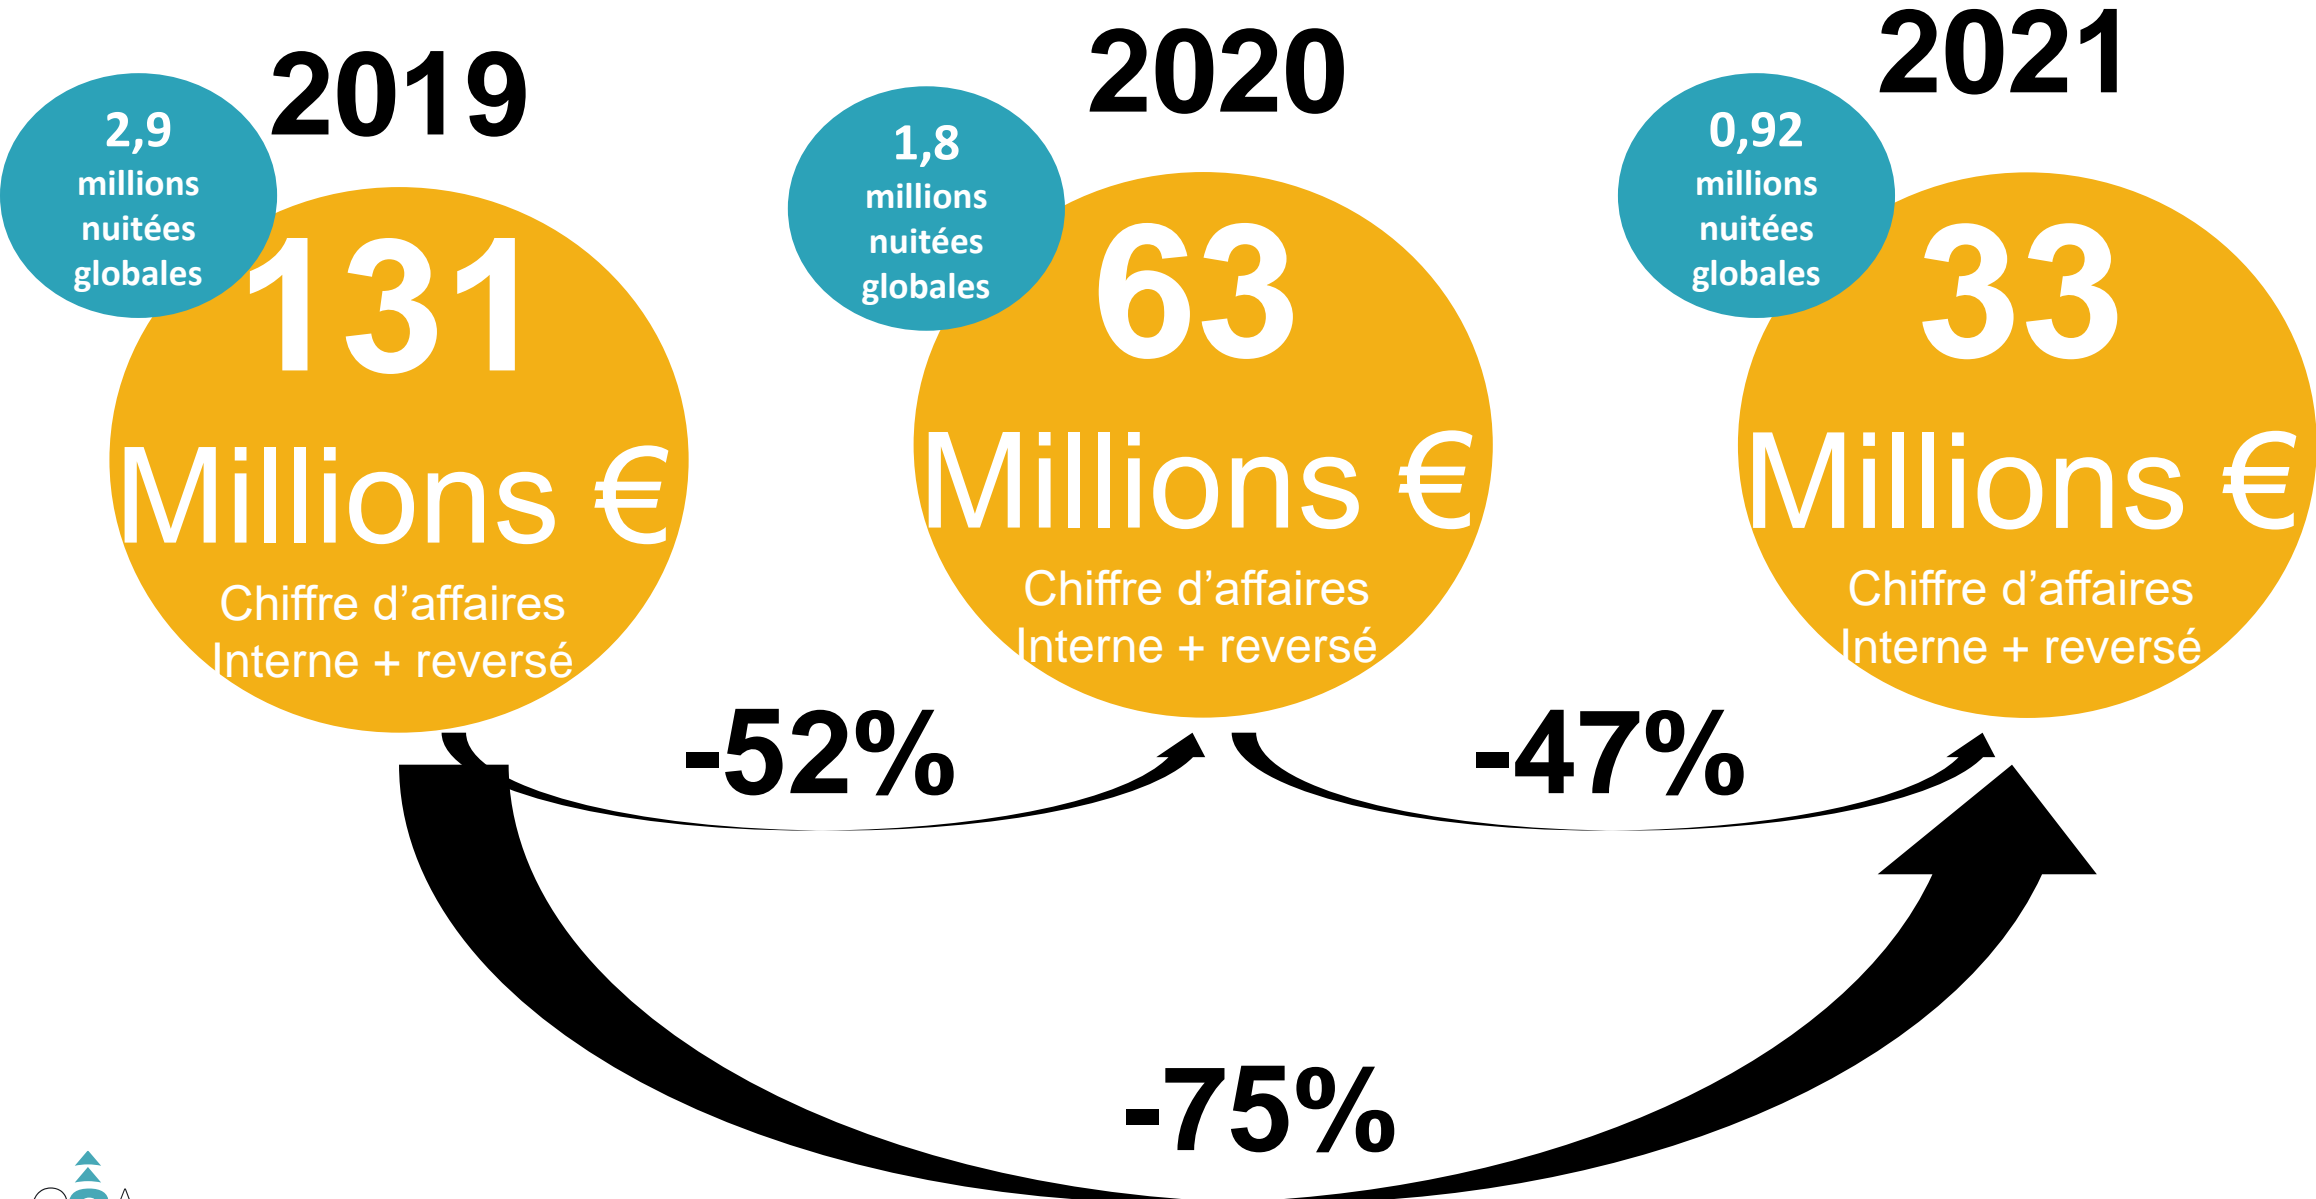 2019
2,9
millions
nuitées
globales
131
Millions €
Chiffre d’affaires
Interne + reversé
2020
1,8
millions
nuitées
globales
63
Millions €
Chiffre d’affaires
Interne + reversé
2021
0,92
millions
nuitées
globales
33
Millions €
Chiffre d’affaires
Interne + reversé
-52%
-47%
-75%